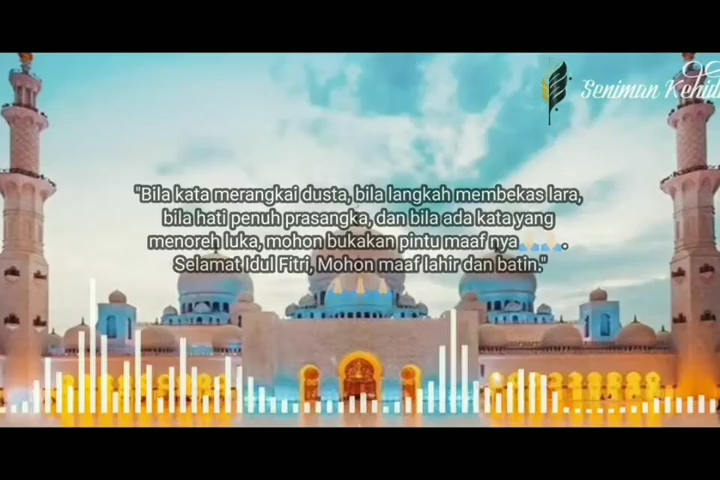 Seniman Kehid
"Bila kata merangkai dusta, bila langkah membekas lara,
bila hati penuh prasangka, dan bila ada kata yang
menoreh luka, mohon bukakan pintu maaf nya 🙏🙏🙏.
Selamat Idul Fitri, Mohon maaf lahir dan batin."